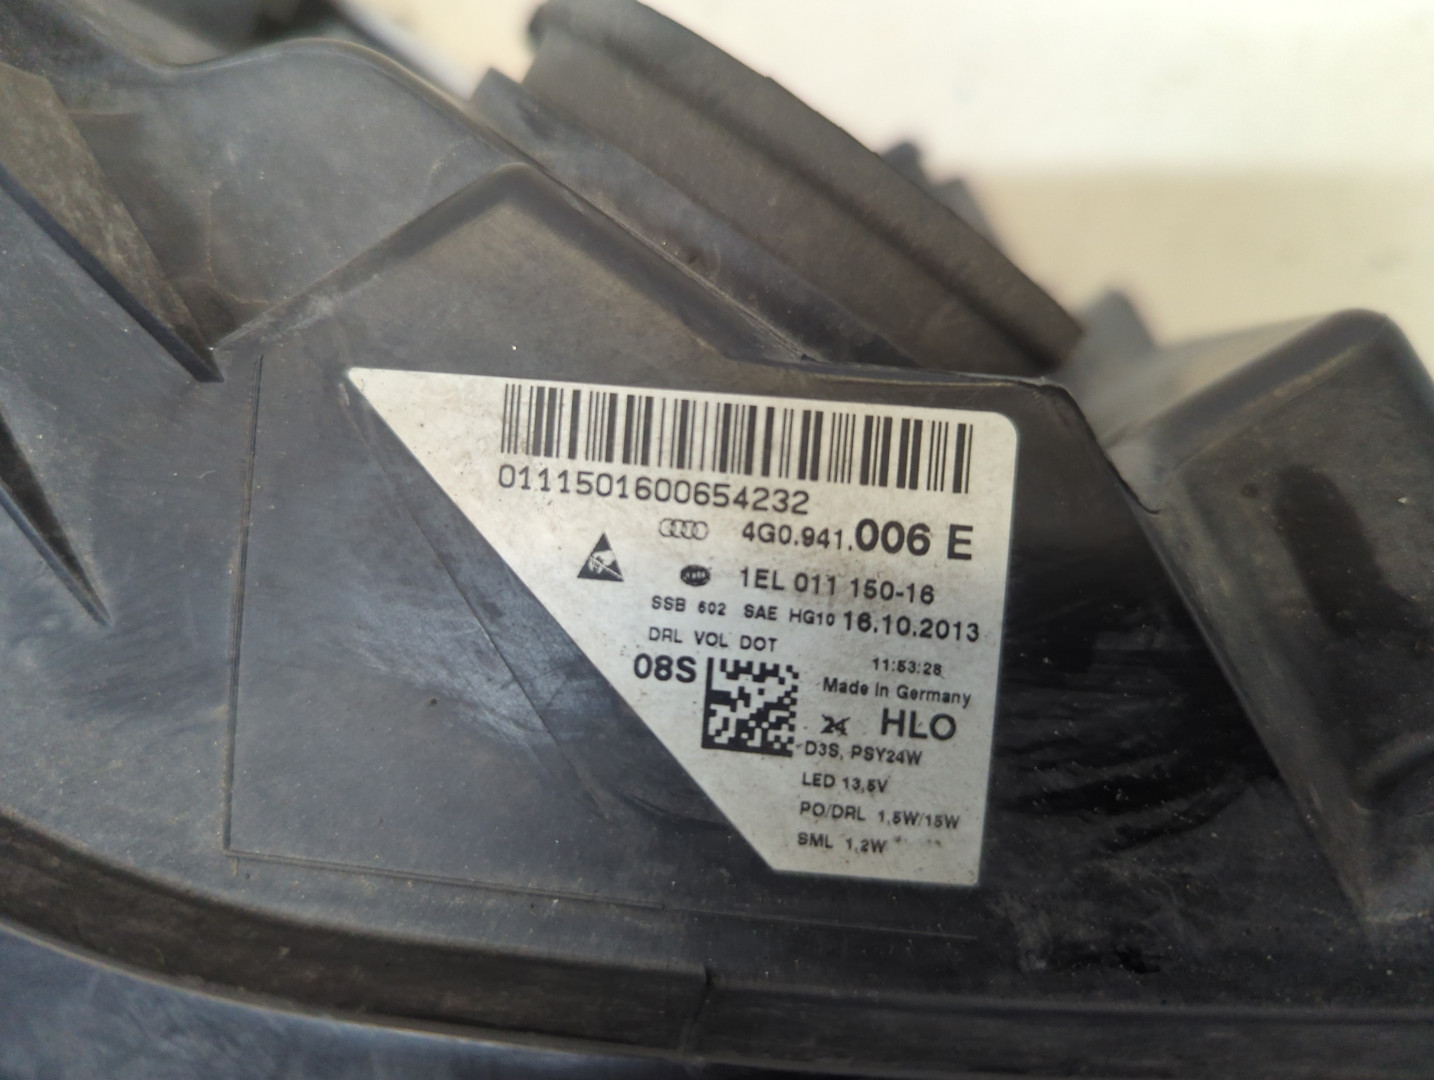 0111501600654232
4G0.941.006 E
1EL 011 150-16
SSB 602 SAE HG10 16.10.2013
DRL VOL DOT
11:53:28
08S
Made in Germany
24 HLO
D3S, PSY24W
LED 13,5V
PO/DRL 1,5W/15W
SML 1,2W